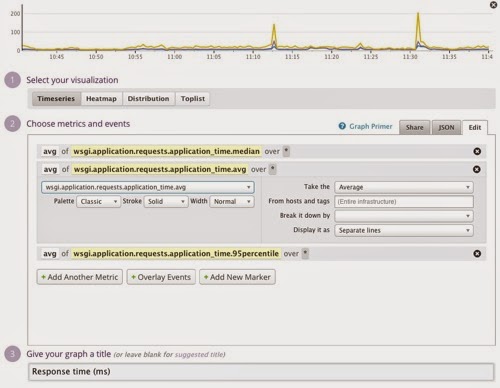 200
100
0
10:45 10:50 10:55 11:00 11:05 11:11 11:15 11:20 11:25 11:30 11:35 11:4
1 Select your visualization
Timeseries Heatmap Distribution Toplist
2 Choose metrics and events
? Graph Primer Share JSON Edit
avg of wsgi.application.requests.application_time.median over *
avg of wsgi.application.requests.application_time.avg over *
wsgi.application.requests.application_time.avg Take the Average
Palette Classic Stroke Solid Width Normal From hosts and tags (Entire infrastructure)
Break it down by
Display it as Separate lines
avg of wsgi.application.requests.application_time.95percentile over *
+ Add Another Metric + Overlay Events + Add New Marker
3 Give your graph a title (or leave blank for suggested title)
Response time (ms)